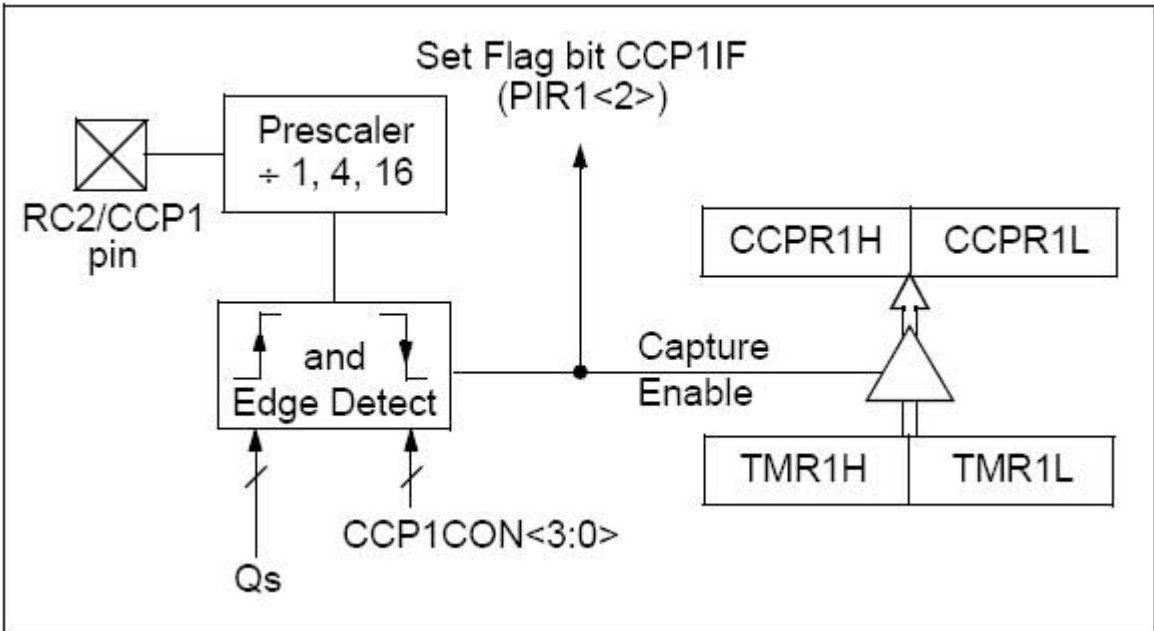 Set Flag bit CCP1IF
(PIR1<2>)
Prescaler
÷ 1, 4, 16
RC2/CCP1
pin
CCPR1H
CCPR1L
and
Edge Detect
Capture
Enable
TMR1H
TMR1L
CCP1CON<3:0>
Qs